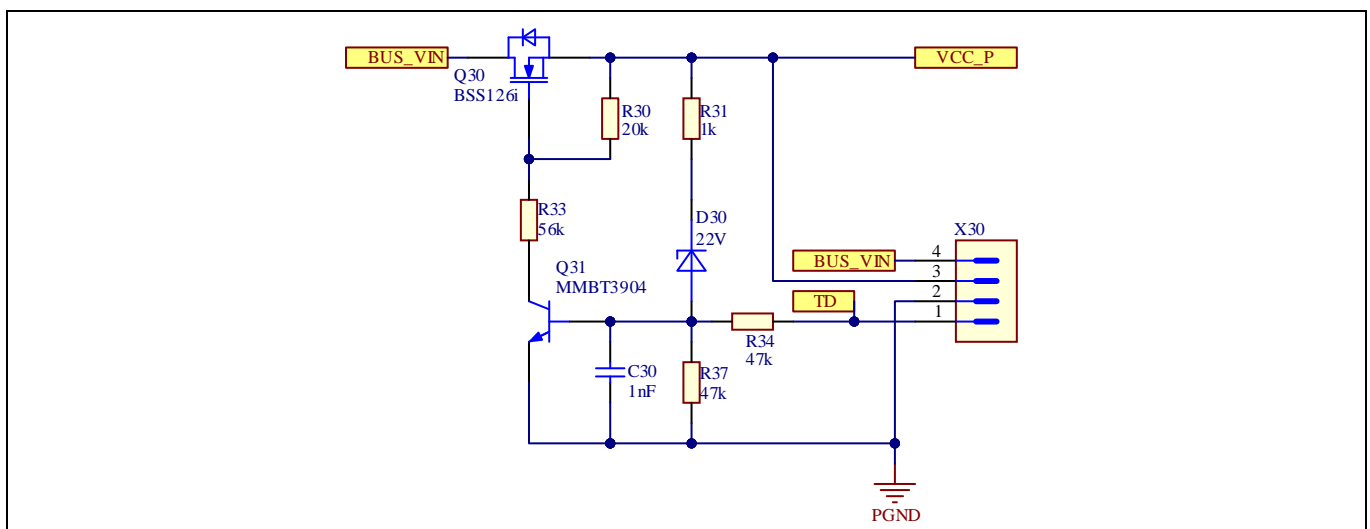 BUS_VIN
VCC_P
Q30
BSS126i
R30
20k
R31
1k
R33
56k
D30
22V
X30
BUS_VIN
4
3
2
1
Q31
MMBT3904
TD
R34
47k
C30
1nF
R37
47k
PGND